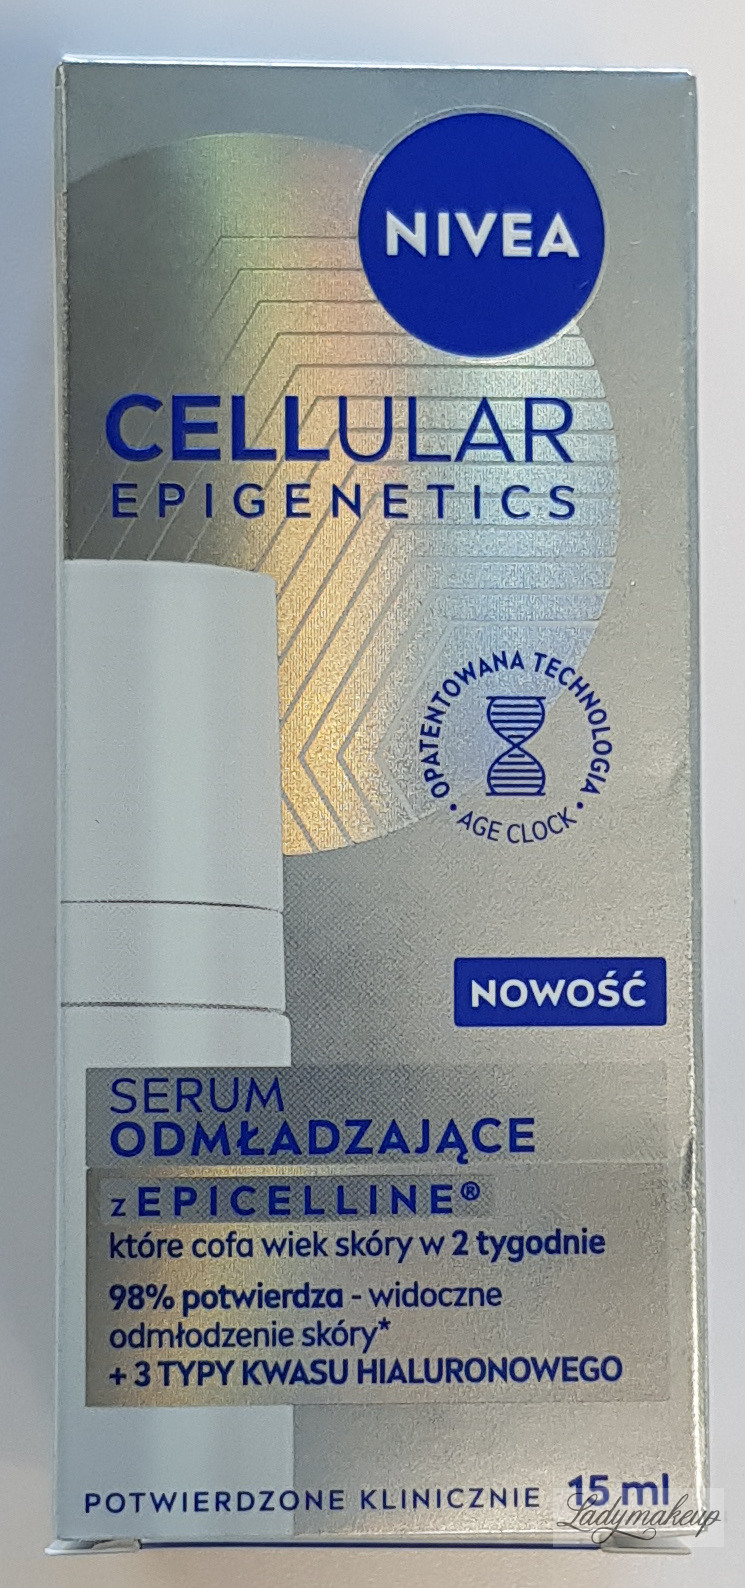 NIVEA
CELLULAR
EPIGENETICS
OPATENTOWANA TECHNOLOGIA
• AGE CLOCK •
NOWOŚĆ
SERUM
ODMŁADZAJĄCE
z EPICELLINE®
które cofa wiek skóry w 2 tygodnie
98% potwierdza - widoczne
odmłodzenie skóry*
+ 3 TYPY KWASU HIALURONOWEGO
POTWIERDZONE KLINICZNIE 15 ml
Ladymakeup